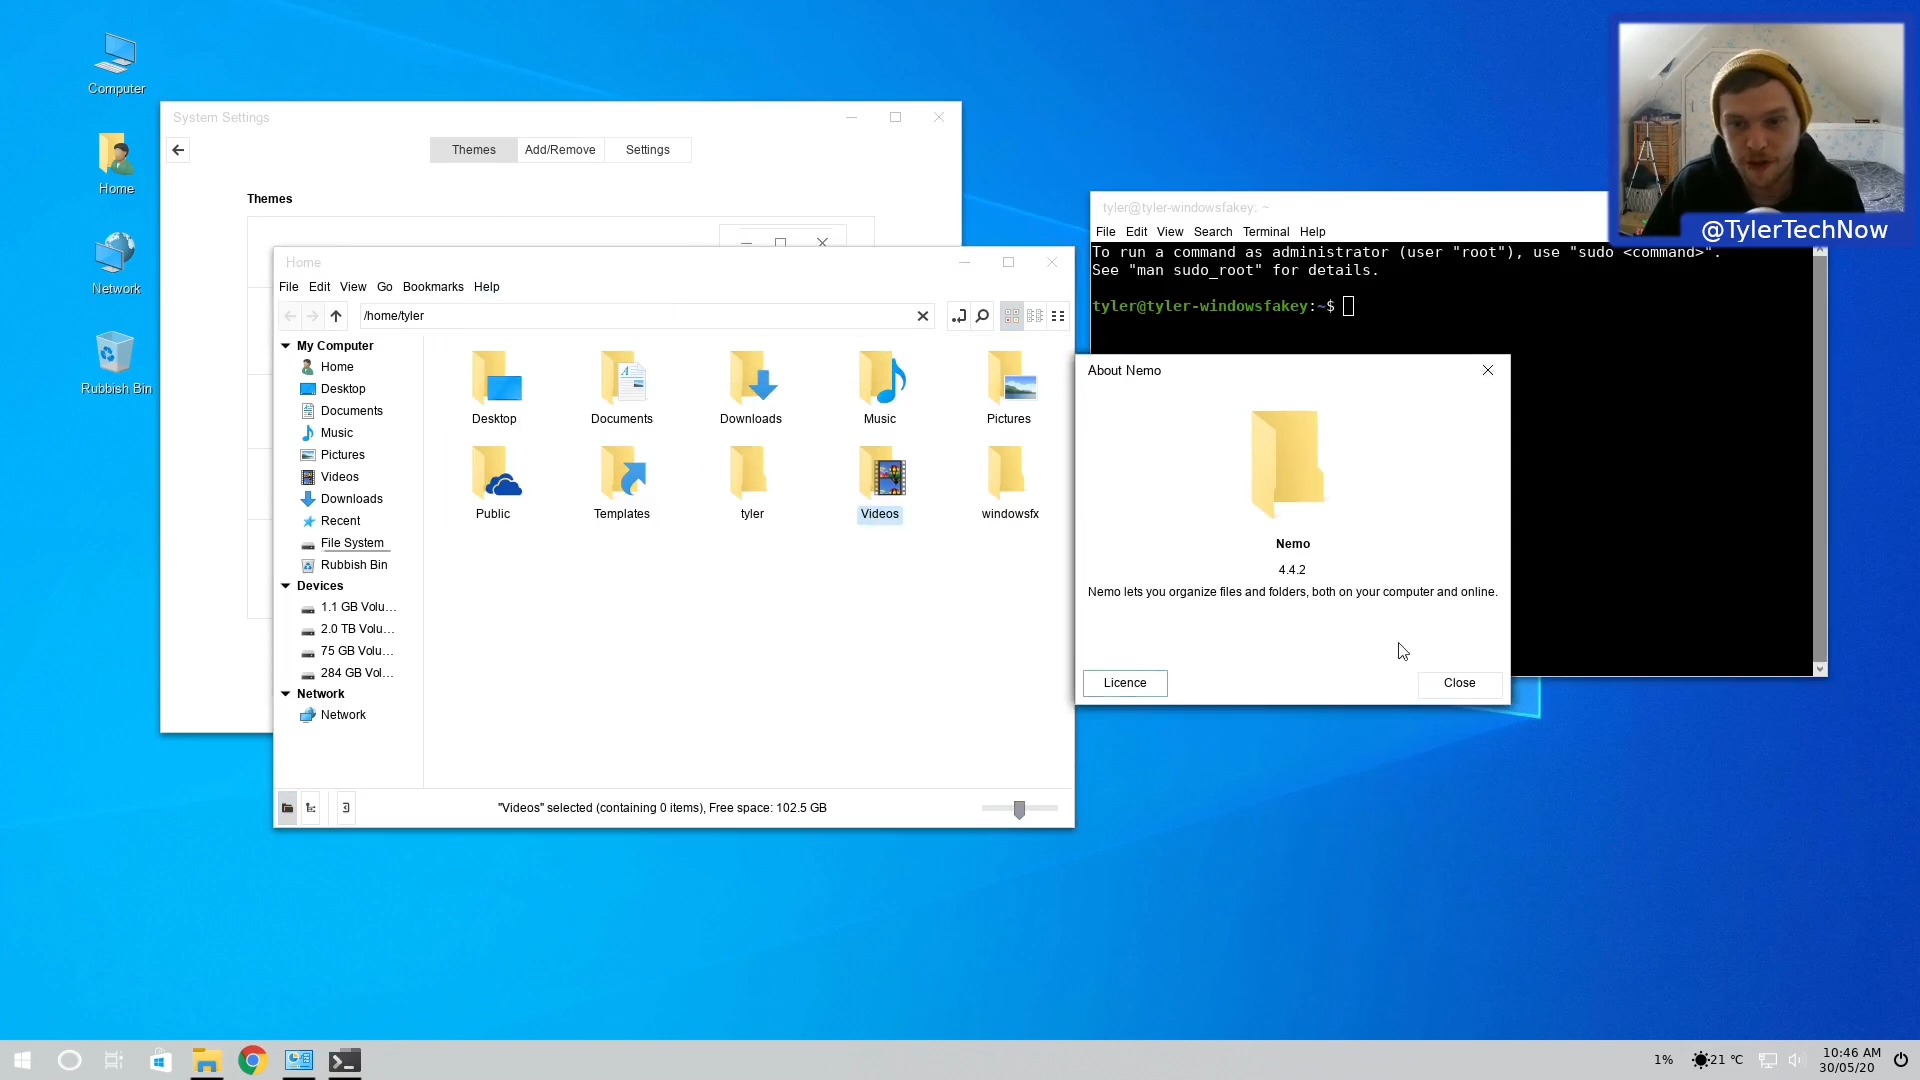 Computer
Home
Network
Rubbish Bin
System Settings
Themes
Add/Remove
Settings
Themes
Home
File Edit View Go Bookmarks Help
/home/tyler
My Computer
Home
Desktop
Documents
Music
Pictures
Videos
Downloads
Recent
File System
Rubbish Bin
Devices
1.1 GB Volu...
2.0 TB Volu...
75 GB Volu...
284 GB Vol...
Network
Network
Desktop
Documents
Downloads
Music
Pictures
Public
Templates
tyler
Videos
windowsfx
"Videos" selected (containing 0 items), Free space: 102.5 GB
tyler@tyler-windowsfakey: ~
File Edit View Search Terminal Help
To run a command as administrator (user "root"), use "sudo <command>".
See "man sudo_root" for details.
tyler@tyler-windowsfakey:~$
About Nemo
Nemo
4.4.2
Nemo lets you organize files and folders, both on your computer and online.
Licence
Close
@TylerTechNow
1%
21 ℃
10:46 AM
30/05/20